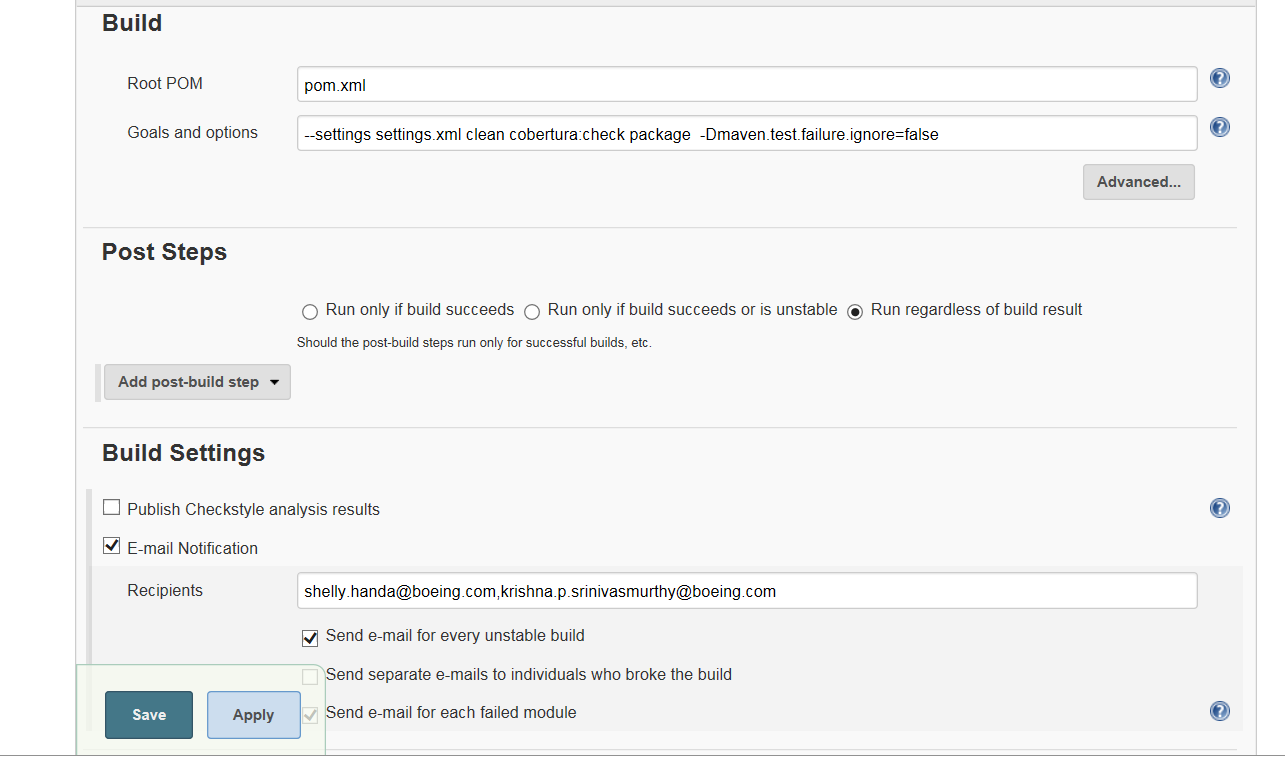 Build
Root POM
pom.xml
Goals and options
--settings settings.xml clean cobertura:check package  -Dmaven.test.failure.ignore=false
Advanced...
Post Steps
Run only if build succeeds Run only if build succeeds or is unstable Run regardless of build result
Should the post-build steps run only for successful builds, etc.
Add post-build step
Build Settings
Publish Checkstyle analysis results
E-mail Notification
Recipients
shelly.handa@boeing.com,krishna.p.srinivasmurthy@boeing.com
Send e-mail for every unstable build
Send separate e-mails to individuals who broke the build
Send e-mail for each failed module
Save Apply